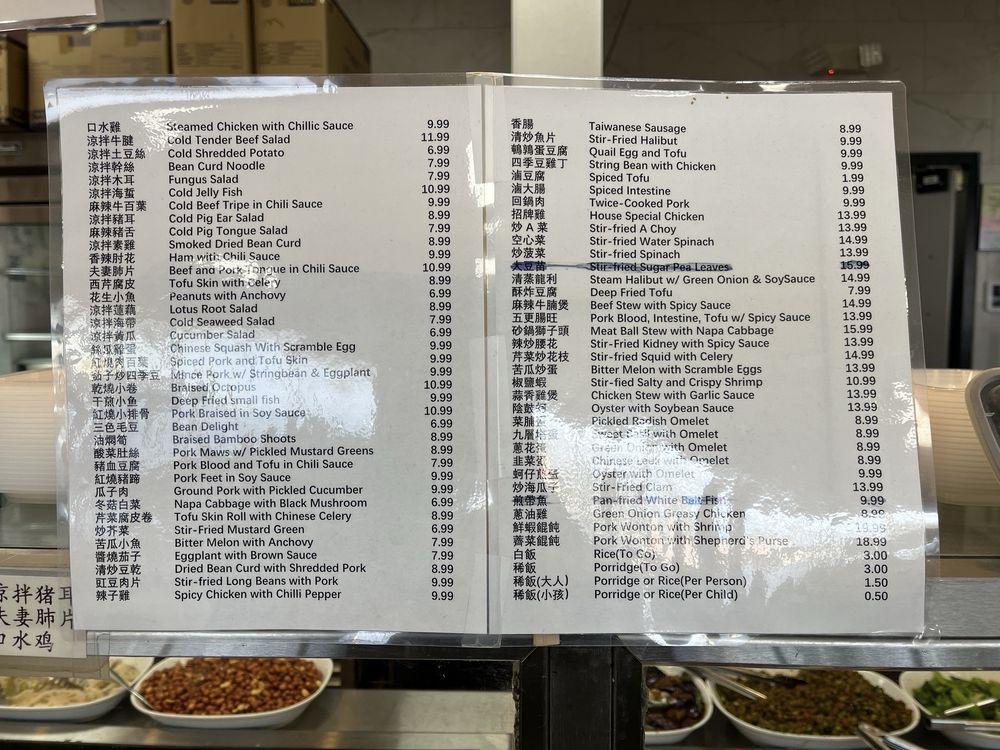 口水雞 Steamed Chicken with Chillic Sauce 9.99
涼拌牛腱 Cold Tender Beef Salad 11.99
涼拌土豆絲 Cold Shredded Potato 6.99
涼拌幹絲 Bean Curd Noodle 7.99
涼拌木耳 Fungus Salad 7.99
涼拌海蜇 Cold Jelly Fish 10.99
麻辣牛百葉 Cold Beef Tripe in Chili Sauce 9.99
涼拌豬耳 Cold Pig Ear Salad 8.99
麻辣豬舌 Cold Pig Tongue Salad 7.99
涼拌素雞 Smoked Dried Bean Curd 8.99
香辣肘花 Ham with Chili Sauce 9.99
夫妻肺片 Beef and Pork Tongue in Chili Sauce 10.99
西芹腐皮 Tofu Skin with Celery 8.99
花生小魚 Peanuts with Anchovy 6.99
涼拌蓮藕 Lotus Root Salad 8.99
涼拌海帶 Cold Seaweed Salad 7.99
涼拌黃瓜 Cucumber Salad 6.99
雞蛋 Chinese Squash With Scramble Egg 9.99
紅燒肉百葉 Spiced Pork and Tofu Skin 9.99
茄子炒四季豆 Mince Pork w/ Stringbean & Eggplant 9.99
乾燒小卷 Braised Octopus 10.99
干煎小魚 Deep Fried small fish 9.99
紅燒小排骨 Pork Braised in Soy Sauce 10.99
三色毛豆 Bean Delight 6.99
油燜筍 Braised Bamboo Shoots 8.99
酸菜肚絲 Pork Maws w/ Pickled Mustard Greens 8.99
豬血豆腐 Pork Blood and Tofu in Chili Sauce 7.99
紅燒豬蹄 Pork Feet in Soy Sauce 9.99
瓜子肉 Ground Pork with Pickled Cucumber 9.99
冬菇白菜 Napa Cabbage with Black Mushroom 6.99
芹菜腐皮卷 Tofu Skin Roll with Chinese Celery 6.99
炒芥菜 Stir-Fried Mustard Green 6.99
苦瓜小魚 Bitter Melon with Anchovy 7.99
醬燒茄子 Eggplant with Brown Sauce 7.99
清炒豆乾 Dried Bean Curd with Shredded Pork 8.99
豇豆肉片 Stir-fried Long Beans with Pork 9.99
辣子雞 Spicy Chicken with Chilli Pepper 9.99
香腸 Taiwanese Sausage 8.99
清炒魚片 Stir-Fried Halibut 9.99
鵪鶉蛋豆腐 Quail Egg and Tofu 9.99
四季豆雞丁 String Bean with Chicken 9.99
滷豆腐 Spiced Tofu 1.99
滷大腸 Spiced Intestine 9.99
回鍋肉 Twice-Cooked Pork 9.99
招牌雞 House Special Chicken 13.99
炒 A 菜 Stir-fried A Choy 13.99
空心菜 Stir-fried Water Spinach 14.99
炒菠菜 Stir-fried Spinach 13.99
大豆苗 Stir-fried Sugar Pea Leaves 15.99
清蒸龍利 Steam Halibut w/ Green Onion & SoySauce 14.99
酥炸豆腐 Deep Fried Tofu 7.99
麻辣牛腩煲 Beef Stew with Spicy Sauce 14.99
五更腸旺 Pork Blood, Intestine, Tofu w/ Spicy Sauce 13.99
砂鍋獅子頭 Meat Ball Stew with Napa Cabbage 15.99
辣炒腰花 Stir-Fried Kidney with Spicy Sauce 13.99
芹菜炒花枝 Stir-fried Squid with Celery 14.99
苦瓜炒蛋 Bitter Melon with Scramble Eggs 13.99
椒鹽蝦 Stir-fied Salty and Crispy Shrimp 10.99
蒜香雞煲 Chicken Stew with Garlic Sauce 13.99
陰豉 Oyster with Soybean Sauce 13.99
菜脯 Pickled Radish Omelet 8.99
九層塔蛋 Sweet Basil with Omelet 8.99
蔥花 Green Onion with Omelet 8.99
韭菜 Chinese Leek with Omelet 8.99
蚵仔煎蛋 Oyster with Omelet 9.99
炒海瓜子 Stir-Fried Clam 13.99
煎帶魚 Pan-fried White Bait Fish 9.99
蔥油雞 Green Onion Greasy Chicken 8.99
鮮蝦餛飩 Pork Wonton with Shrimp 19.99
薺菜餛飩 Pork Wonton with Shepherd's Purse 18.99
白飯 Rice(To Go) 3.00
稀飯 Porridge(To Go) 3.00
稀飯(大人) Porridge or Rice(Per Person) 1.50
稀飯(小孩) Porridge or Rice(Per Child) 0.50
涼拌猪耳
夫妻肺片
口水鸡